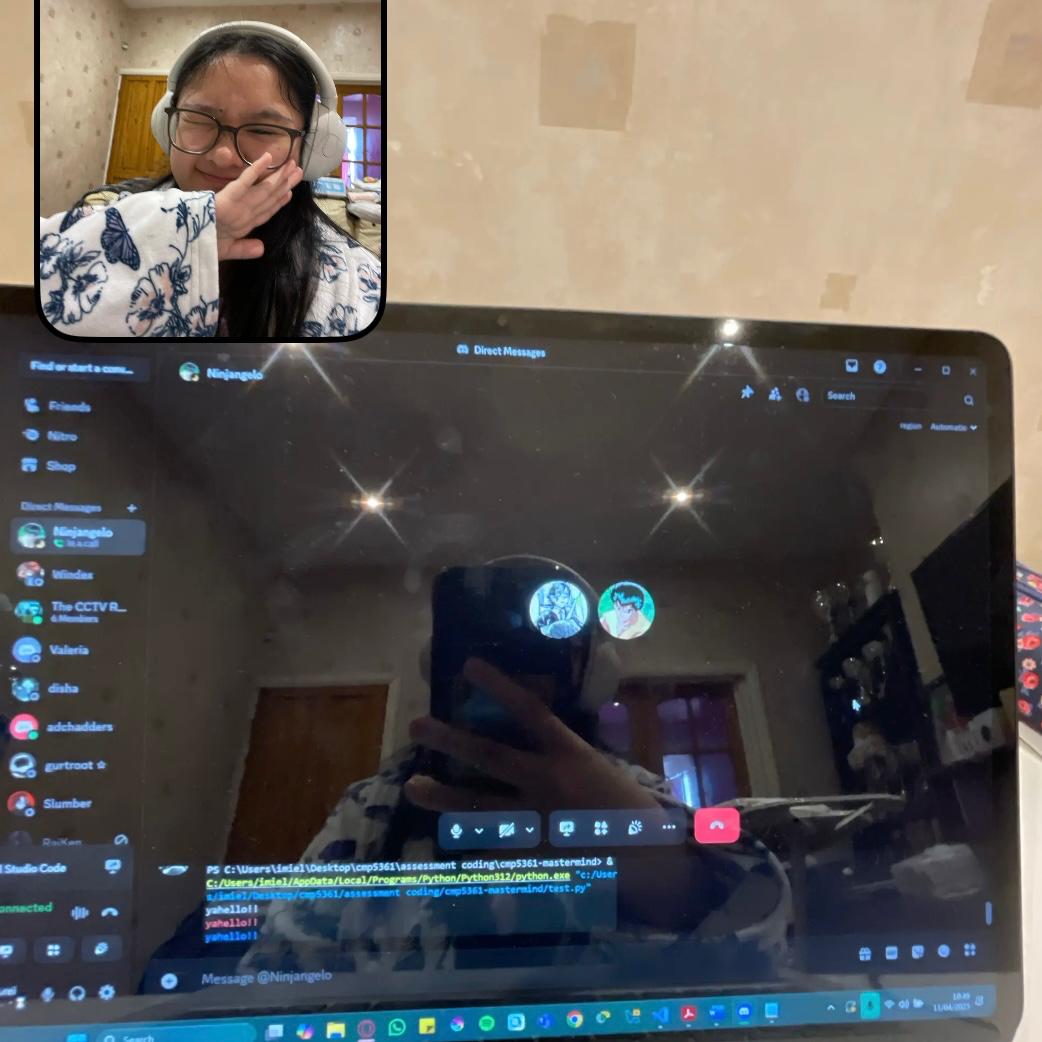 Direct Messages
Find or start a conv...
Ninjangelo
Search
region Automatic
Friends
Nitro
Shop
Direct Messages +
Ninjangelo
In a call
Windex
The CCTV R...
6 Members
Valeria
disha
adchadders
gurtroot ☆
Slumber
RaiKen
l Studio Code
onnected
PS C:\Users\imiel\Desktop\cmp5361\assessment coding\cmp5361-mastermind> &
C:/Users/imiel/AppData/Local/Programs/Python/Python312/python.exe "c:/User
s/imiel/Desktop/cmp5361/assessment coding/cmp5361-mastermind/test.py"
yahello!!
yahello!!
yahello!!
Message @Ninjangelo
Search
11/04/2025